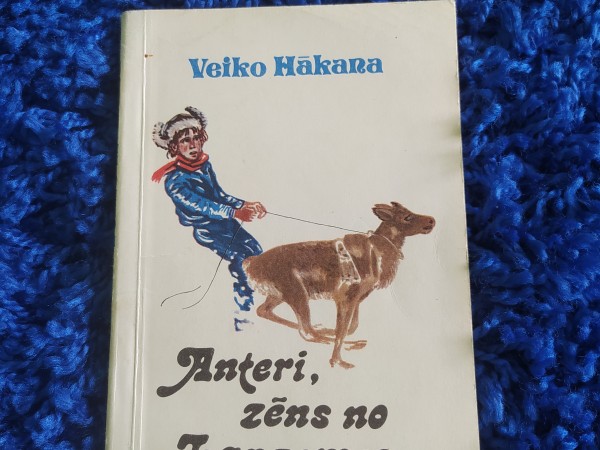 Veiko Hākana
Anteri,
zēns no